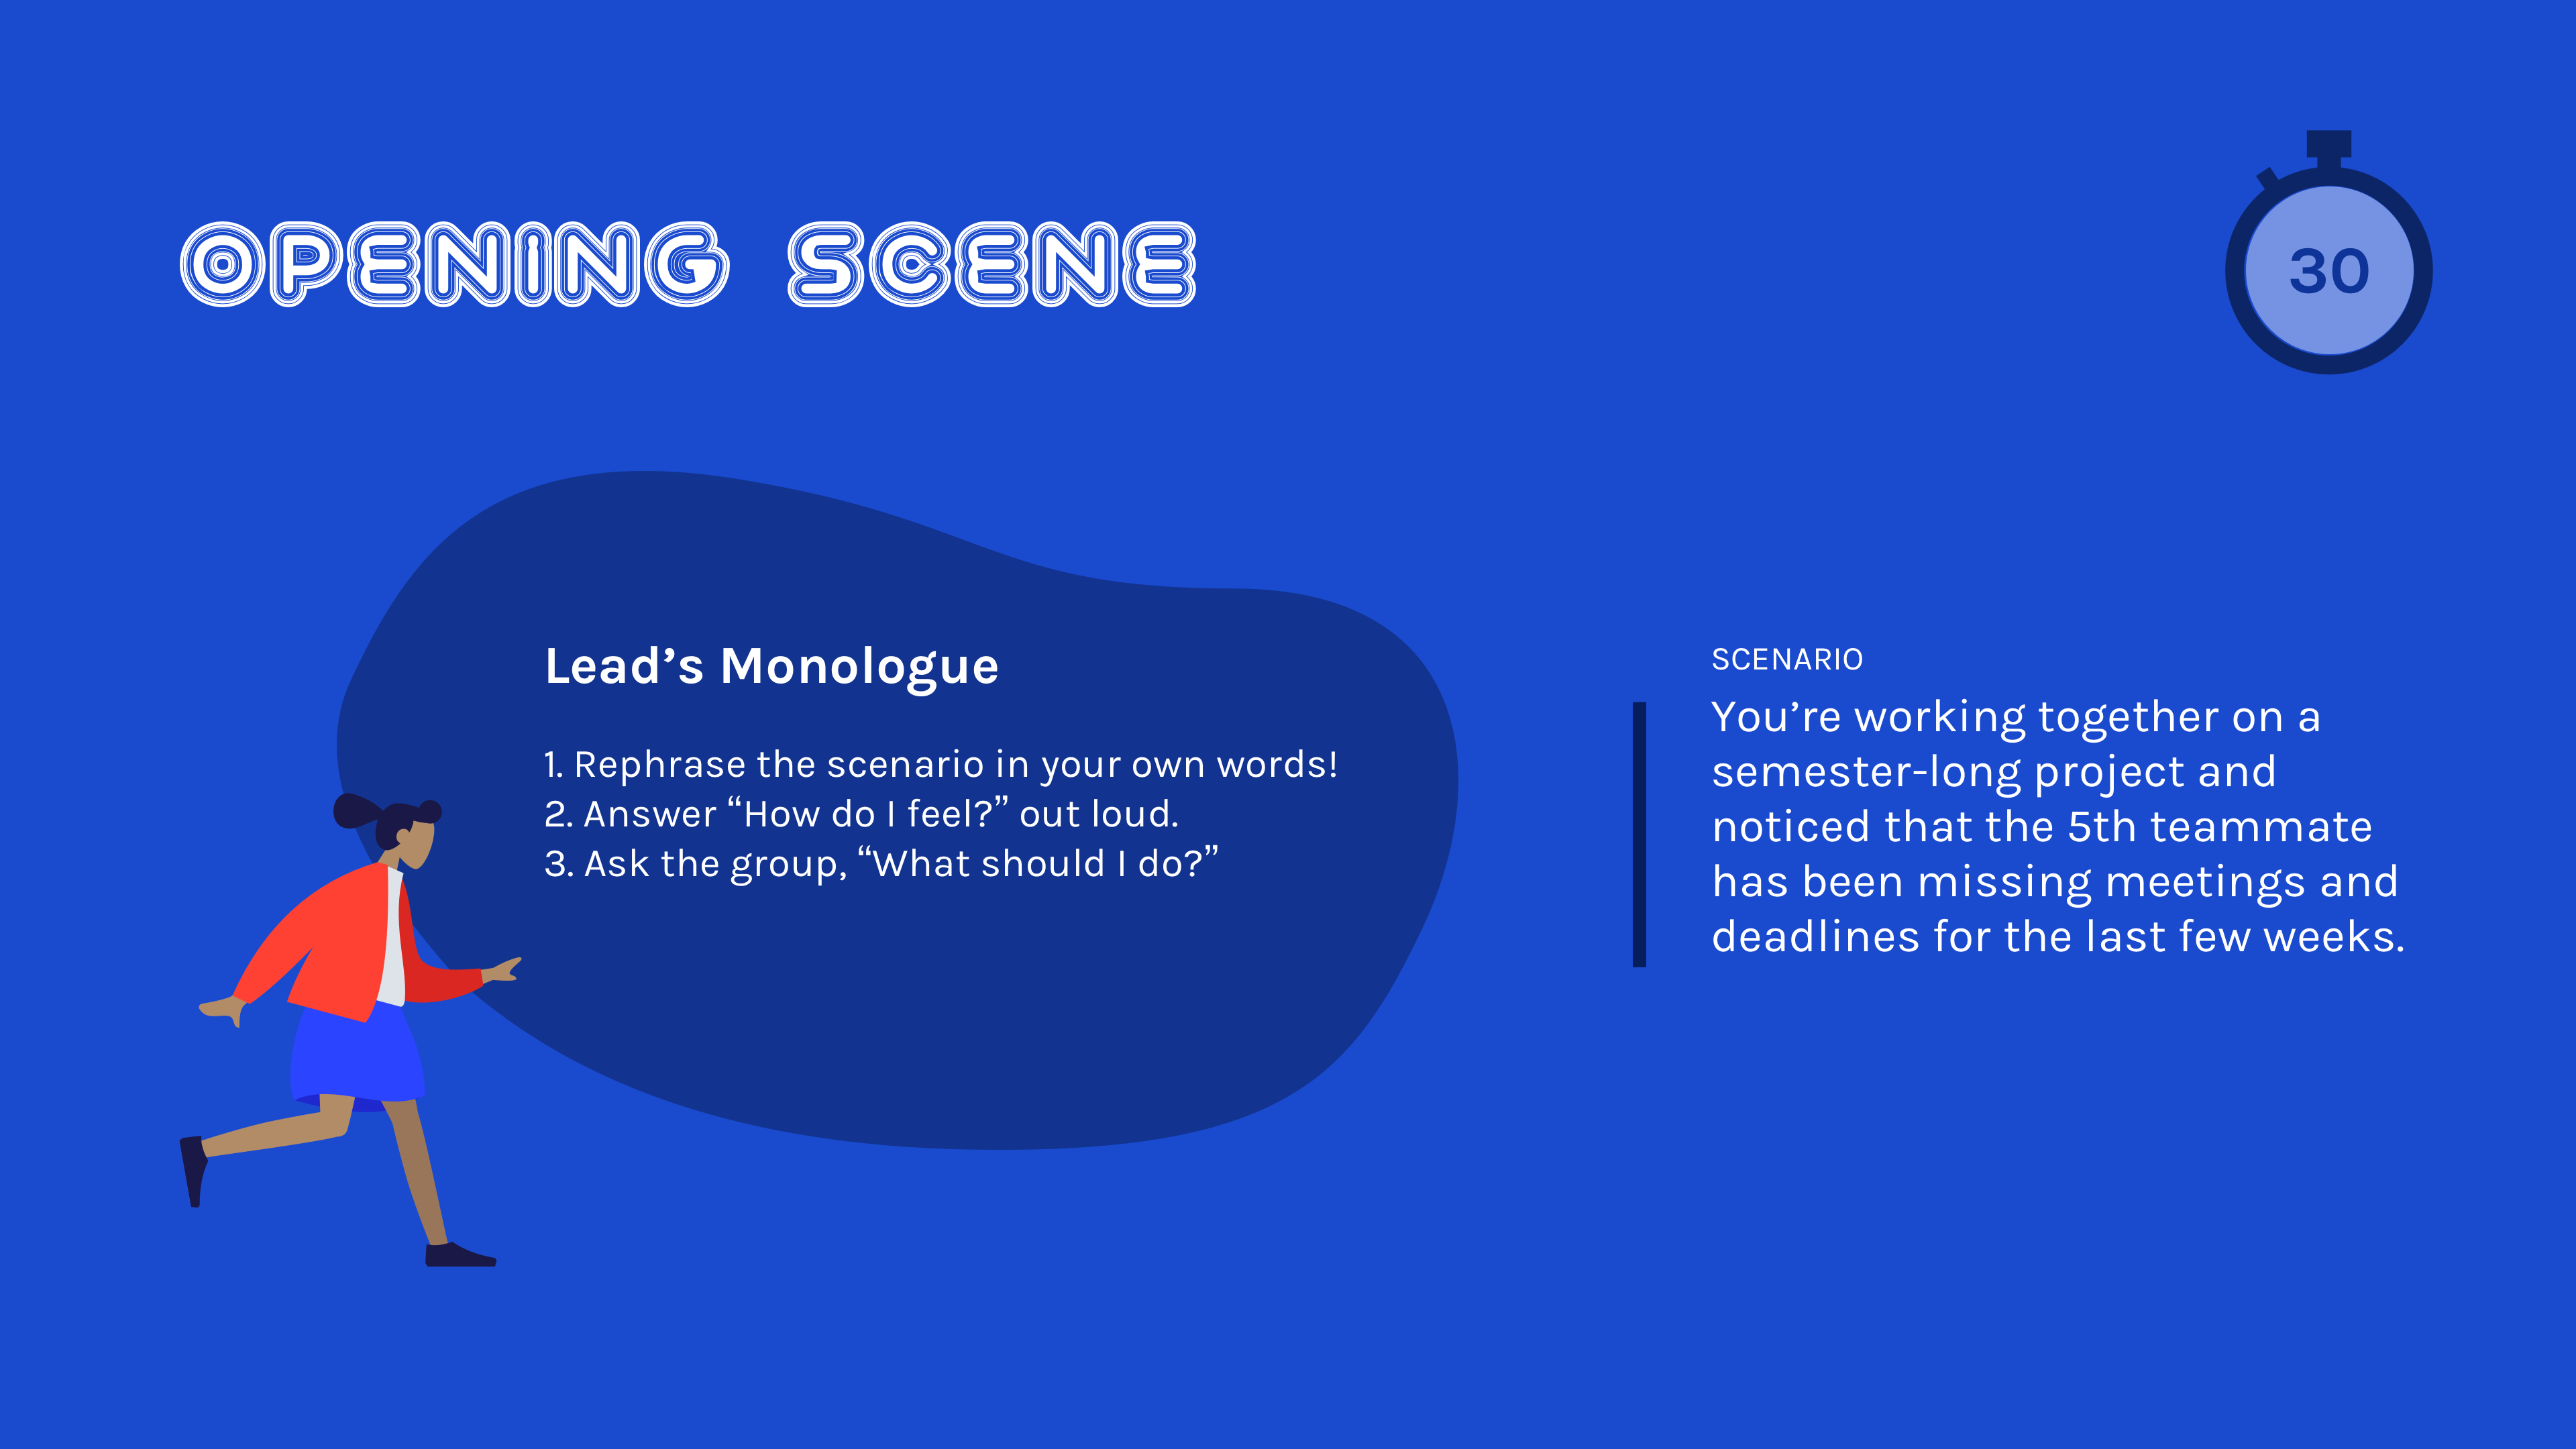 OPENING SCENE
30
Lead’s Monologue
1. Rephrase the scenario in your own words!
2. Answer “How do I feel?” out loud.
3. Ask the group, “What should I do?”
SCENARIO
You’re working together on a
semester-long project and
noticed that the 5th teammate
has been missing meetings and
deadlines for the last few weeks.